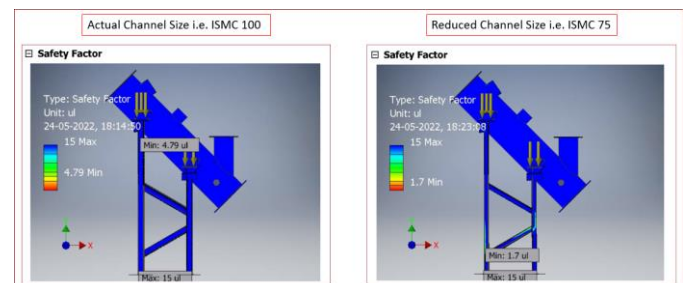 Actual Channel Size i.e. ISMC 100
Safety Factor
Type: Safety Factor
Unit: ul
24-05-2022, 18:14:50
15 Max
4.79 Min
Min: 4.79 ul
Max: 15 ul
Y
X
Reduced Channel Size i.e. ISMC 75
Safety Factor
Type: Safety Factor
Unit: ul
24-05-2022, 18:23:08
15 Max
1.7 Min
Min: 1.7 ul
Max: 15 ul
Y
X